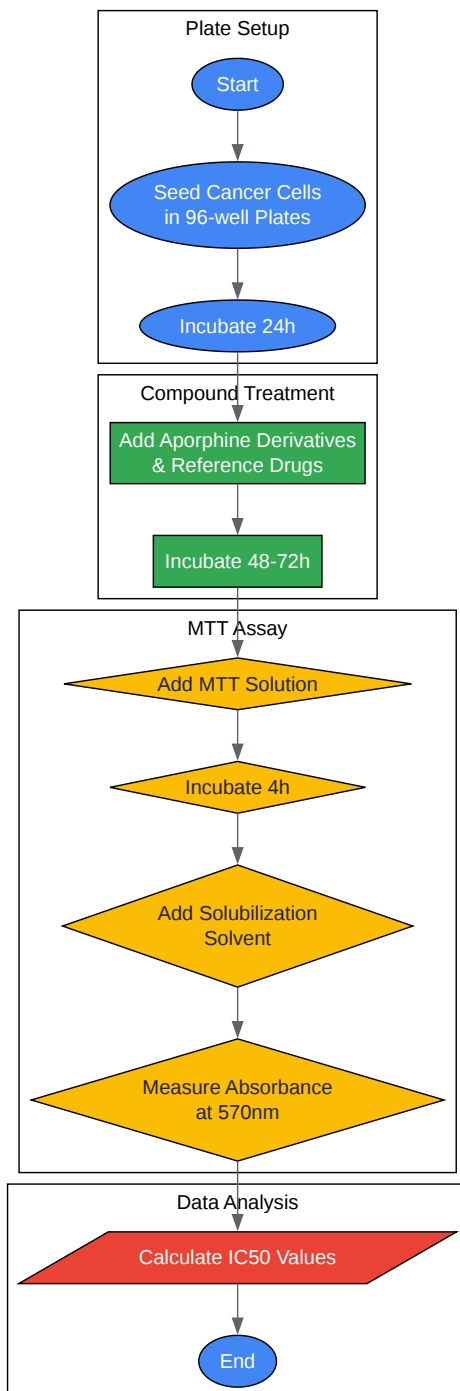 Plate Setup
Start
Seed Cancer Cells
in 96-well Plates
Incubate 24h
Compound Treatment
Add Aporphine Derivatives
& Reference Drugs
Incubate 48-72h
MTT Assay
Add MTT Solution
Incubate 4h
Add Solubilization
Solvent
Measure Absorbance
at 570nm
Data Analysis
Calculate IC50 Values
End